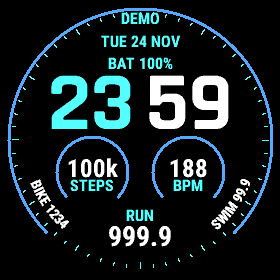 DEMO
TUE 24 NOV
BAT 100%
23 59
100k
STEPS
188
BPM
BIKE 1234
RUN
999.9
SWIM 99.9